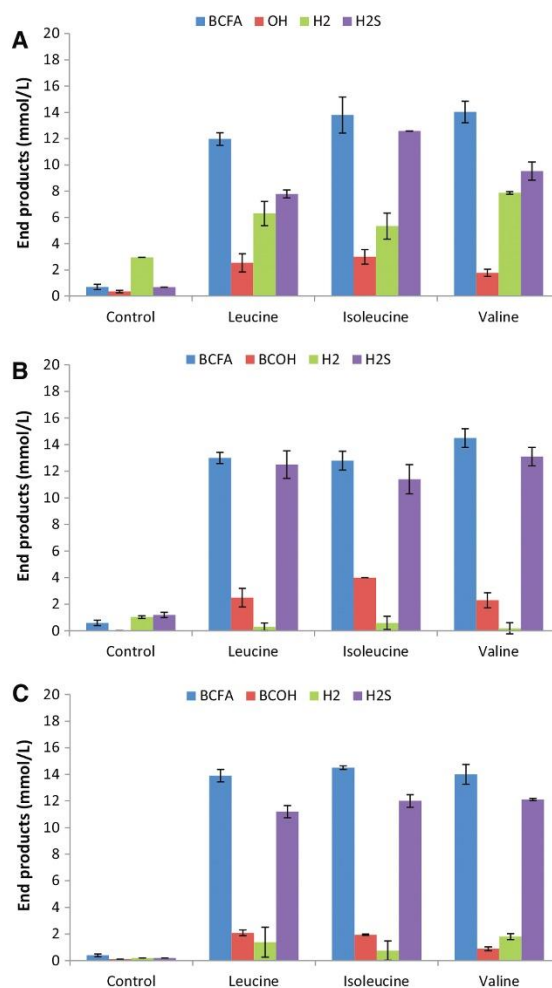 A
BCFA OH H2 H2S
End products (mmol/L)
20
18
16
14
12
10
8
6
4
2
0
Control Leucine Isoleucine Valine
B
BCFA BCOH H2 H2S
End products (mmol/L)
20
18
16
14
12
10
8
6
4
2
0
Control Leucine Isoleucine Valine
C
BCFA BCOH H2 H2S
End products (mmol/L)
20
18
16
14
12
10
8
6
4
2
0
Control Leucine Isoleucine Valine